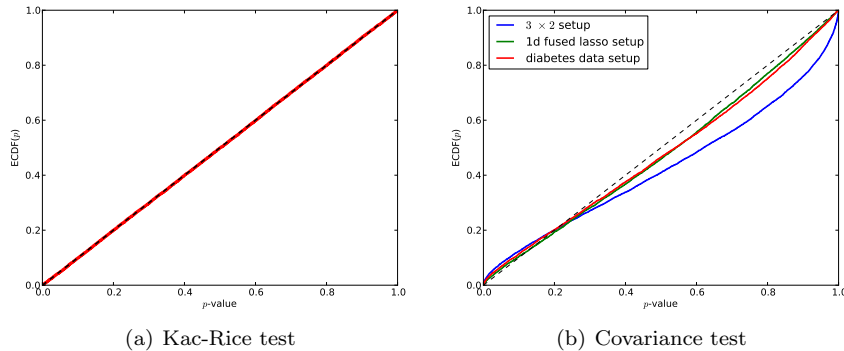 1.0
0.8
0.6
0.4
0.2
0.0
ECDF(p)
0.0 0.2 0.4 0.6 0.8 1.0
p-value
(a) Kac-Rice test
1.0
0.8
0.6
0.4
0.2
0.0
ECDF(p)
3 × 2 setup
1d fused lasso setup
diabetes data setup
0.0 0.2 0.4 0.6 0.8 1.0
p-value
(b) Covariance test